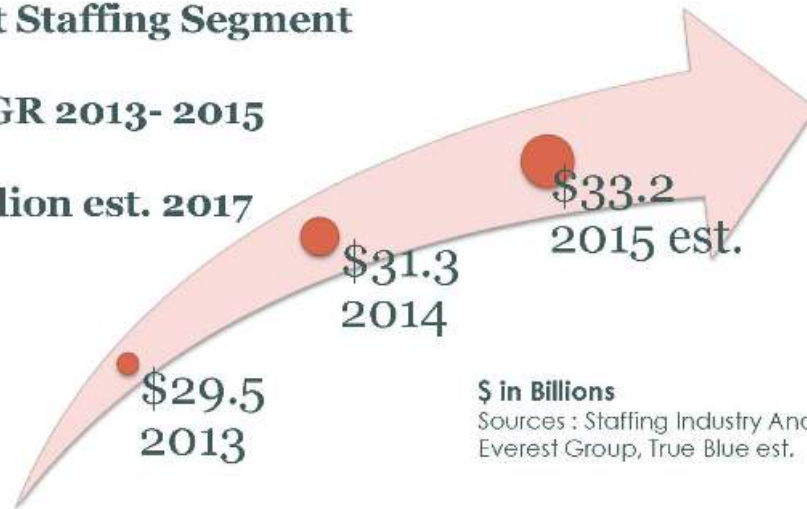 t Staffing Segment
GR 2013- 2015
lion est. 2017
$33.2
2015 est.
$31.3
2014
$29.5
2013
$ in Billions
Sources : Staffing Industry
Everest Group, True Blue est.